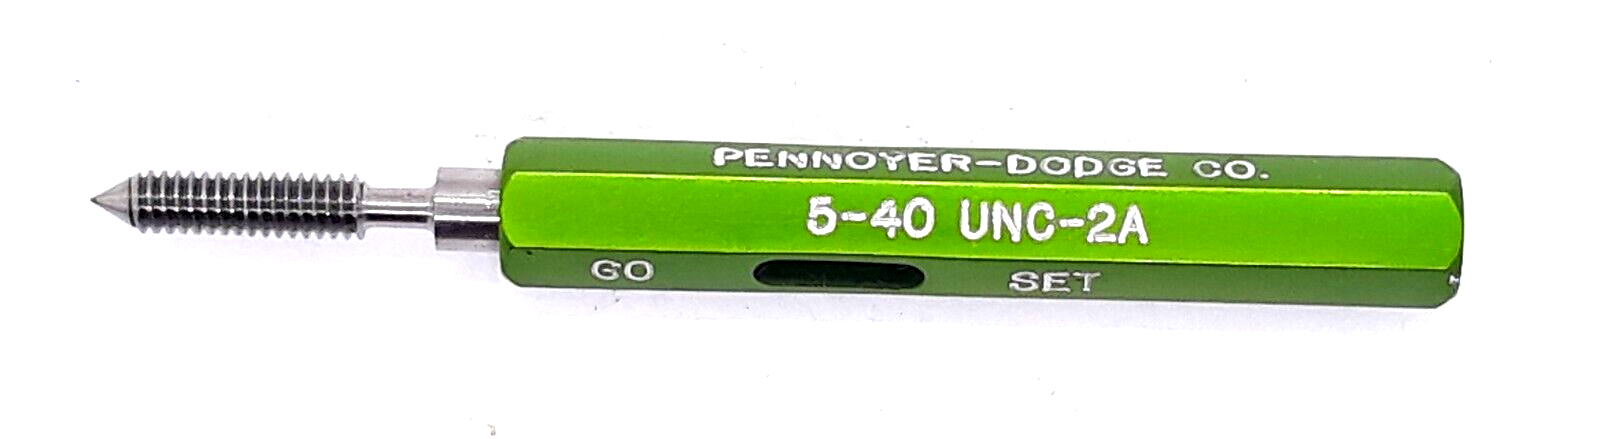 PENNOYER-DODGE CO.
5-40 UNC-2A
GO SET